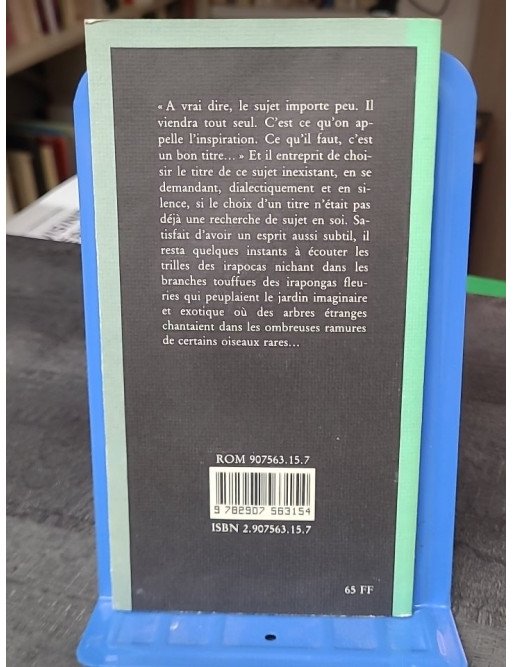 « A vrai dire, le sujet importe peu. Il
viendra tout seul. C'est ce qu'on ap-
pelle l'inspiration. Ce qu'il faut, c'est
un bon titre... » Et il entreprit de choi-
sir le titre de ce sujet inexistant, en se
demandant, dialectiquement et en si-
lence, si le choix d'un titre n'était pas
déjà une recherche de sujet en soi. Sa-
tisfait d'avoir un esprit aussi subtil, il
resta quelques instants à écouter les
trilles des irapocas nichant dans les
branches touffues des irapongas fleu-
ries qui peuplaient le jardin imaginaire
et exotique où des arbres étranges
chantaient dans les ombreuses ramures
de certains oiseaux rares...
ROM 907563.15.7
9 782907 563154
ISBN 2.907563.15.7
65 FF